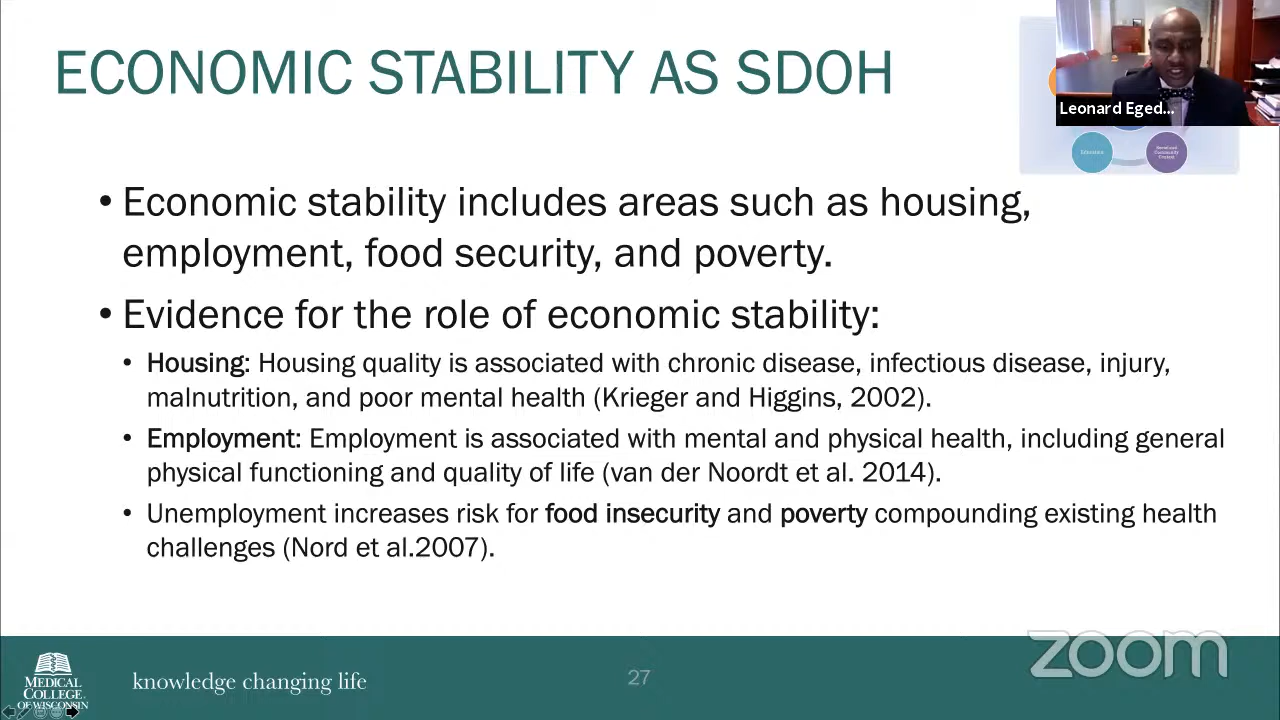 ECONOMIC STABILITY AS SDOH
Leonard Eged...
Education
• Economic stability includes areas such as housing,
employment, food security, and poverty.
• Evidence for the role of economic stability:
• Housing: Housing quality is associated with chronic disease, infectious disease, injury,
malnutrition, and poor mental health (Krieger and Higgins, 2002).
• Employment: Employment is associated with mental and physical health, including general
physical functioning and quality of life (van der Noordt et al. 2014).
• Unemployment increases risk for food insecurity and poverty compounding existing health
challenges (Nord et al.2007).
MEDICAL
COLLEGE
OF WISCONSIN
knowledge changing life
27
zoom